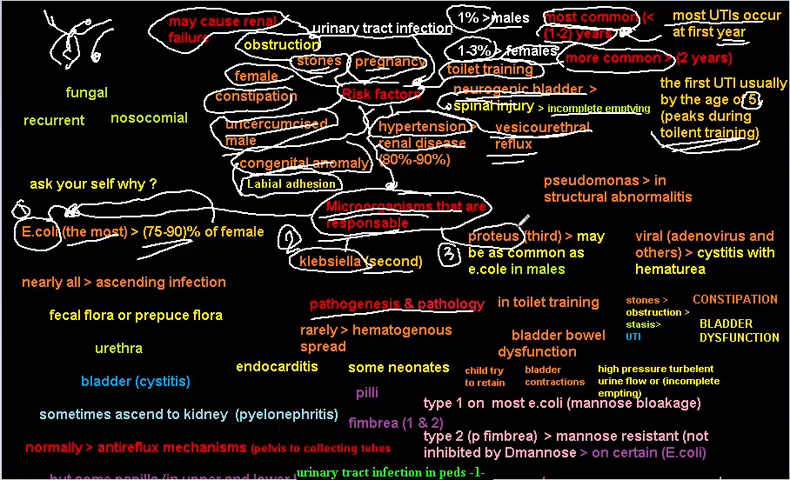 may cause renal
failure
urinary tract infection
1% > males
most common (<
(1-2) years
most UTIs occur
at first year
obstruction
1-3% > females
more common > (2 years)
stones
pregnancy
toilet training
female
Risk factors
neurogenic bladder >
the first UTI usually
by the age of 5
(peaks during
toilent training)
fungal
constipation
spinal injury > incomplete emptying
recurrent
nosocomial
uncercumcised
male
hypertension >
renal disease
(80%-90%)
vesicourethral
reflux
congenital anomaly
Labial adhesion
ask your self why ?
pseudomonas > in
structural abnormalitis
Microorganisms that are
responsable
1
E.coli (the most) > (75-90)% of female
2
klebsiella (second)
3
proteus (third) > may
be as common as
e.cole in males
viral (adenovirus and
others) > cystitis with
hematurea
nearly all > ascending infection
pathogenesis & pathology
in toilet training
stones >
obstruction >
stasis>
UTI
CONSTIPATION
BLADDER
DYSFUNCTION
fecal flora or prepuce flora
rarely > hematogenous
spread
bladder bowel
dysfunction
urethra
endocarditis
some neonates
child try
to retain
bladder
contractions
high pressure turbelent
urine flow or (incomplete
empting)
bladder (cystitis)
pilli
type 1 on most e.coli (mannose bloakage)
sometimes ascend to kidney (pyelonephritis)
fimbrea (1 & 2)
type 2 (p fimbrea) > mannose resistant (not
inhibited by Dmannose > on certain (E.coli)
normally > antireflux mechanisms (pelvis to collecting tubes
but some papilla (in upper and lower
urinary tract infection in peds -1-